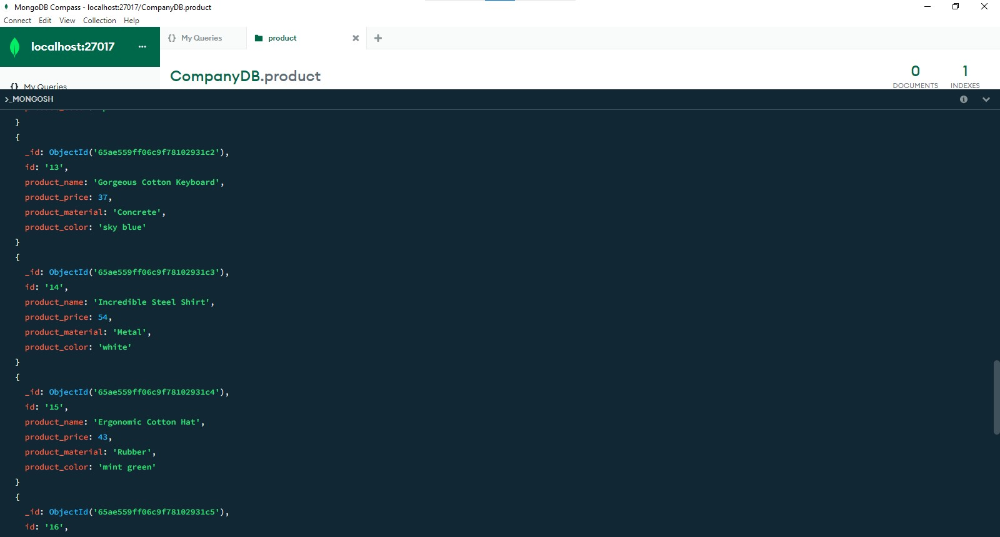 MongoDB Compass - localhost:27017/CompanyDB.product
Connect Edit View Collection Help
localhost:27017 ...
{} My Queries
product
CompanyDB.product
0
DOCUMENTS
1
INDEXES
{} My Queries
>_MONGOSH
}
{
_id: ObjectId('65ae559ff06c9f78102931c2'),
id: '13',
product_name: 'Gorgeous Cotton Keyboard',
product_price: 37,
product_material: 'Concrete',
product_color: 'sky blue'
}
{
_id: ObjectId('65ae559ff06c9f78102931c3'),
id: '14',
product_name: 'Incredible Steel Shirt',
product_price: 54,
product_material: 'Metal',
product_color: 'white'
}
{
_id: ObjectId('65ae559ff06c9f78102931c4'),
id: '15',
product_name: 'Ergonomic Cotton Hat',
product_price: 43,
product_material: 'Rubber',
product_color: 'mint green'
}
{
_id: ObjectId('65ae559ff06c9f78102931c5'),
id: '16',